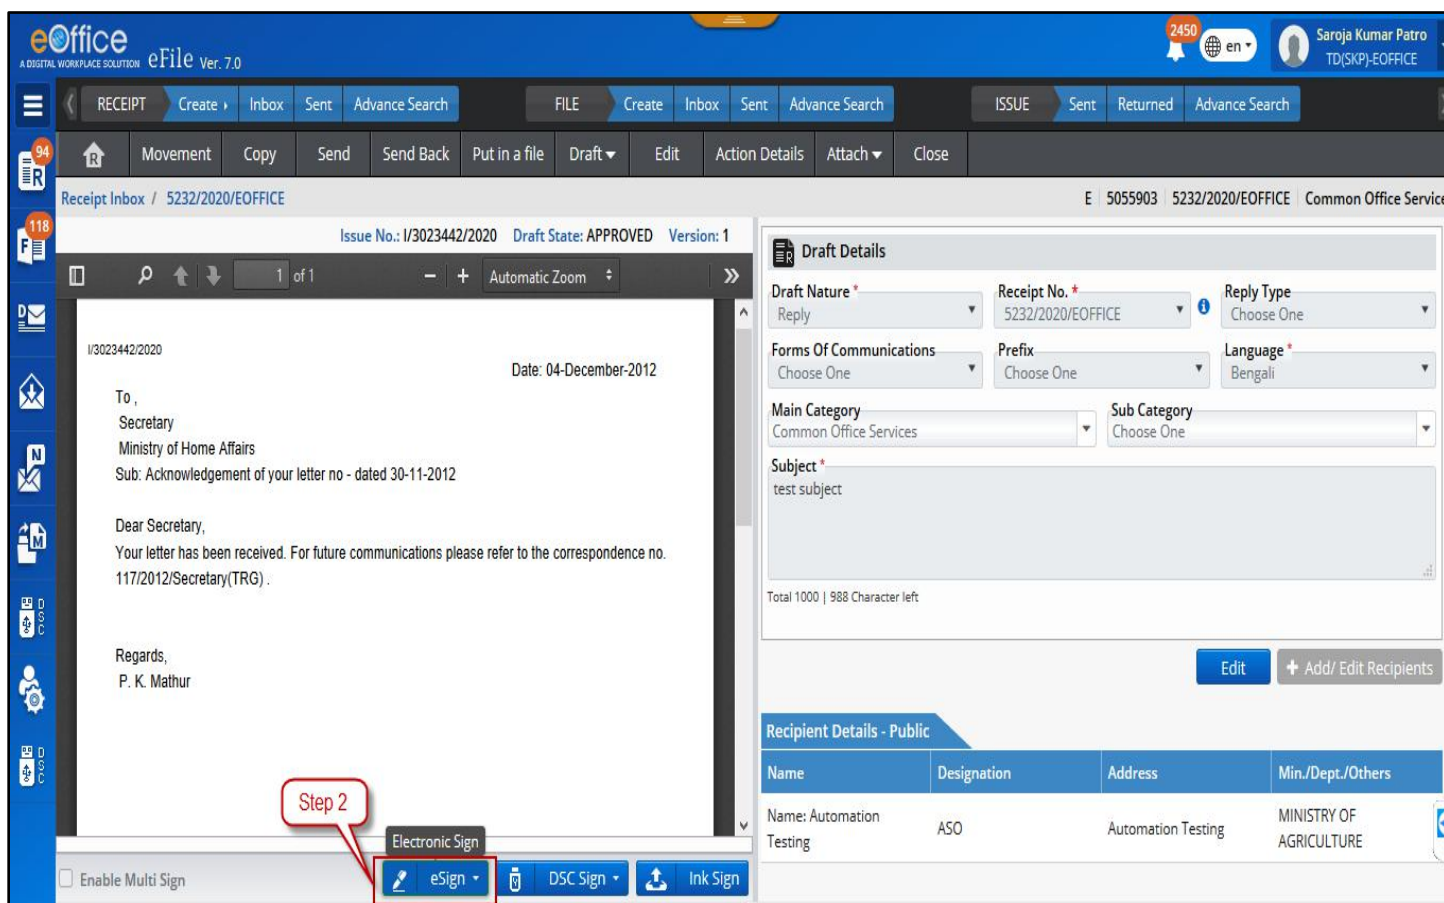 eOffice
A DIGITAL WORKPLACE SOLUTION eFile Ver. 7.0
2450
en
Saroja Kumar Patro
TD(SKP)-EOFFICE
RECEIPT Create Inbox Sent Advance Search FILE Create Inbox Sent Advance Search ISSUE Sent Returned Advance Search
94
R
R Movement Copy Send Send Back Put in a file Draft Edit Action Details Attach Close
Receipt Inbox / 5232/2020/EOFFICE E 5055903 5232/2020/EOFFICE Common Office Service
118
F
Issue No.: I/3023442/2020 Draft State: APPROVED Version: 1
1 of 1 Automatic Zoom
I/3023442/2020
Date: 04-December-2012
To ,
Secretary
Ministry of Home Affairs
Sub: Acknowledgement of your letter no - dated 30-11-2012
Dear Secretary,
Your letter has been received. For future communications please refer to the correspondence no.
117/2012/Secretary(TRG) .
Regards,
P. K. Mathur
D
N
M
DSC
DSC
Step 2
Electronic Sign
Enable Multi Sign eSign DSC Sign Ink Sign
R Draft Details
Draft Nature * Receipt No. * Reply Type
Reply 5232/2020/EOFFICE Choose One
Forms Of Communications Prefix Language *
Choose One Choose One Bengali
Main Category Sub Category
Common Office Services Choose One
Subject *
test subject
Total 1000 | 988 Character left
Edit + Add/ Edit Recipients
Recipient Details - Public
Name Designation Address Min./Dept./Others
Name: Automation Testing ASO Automation Testing MINISTRY OF AGRICULTURE